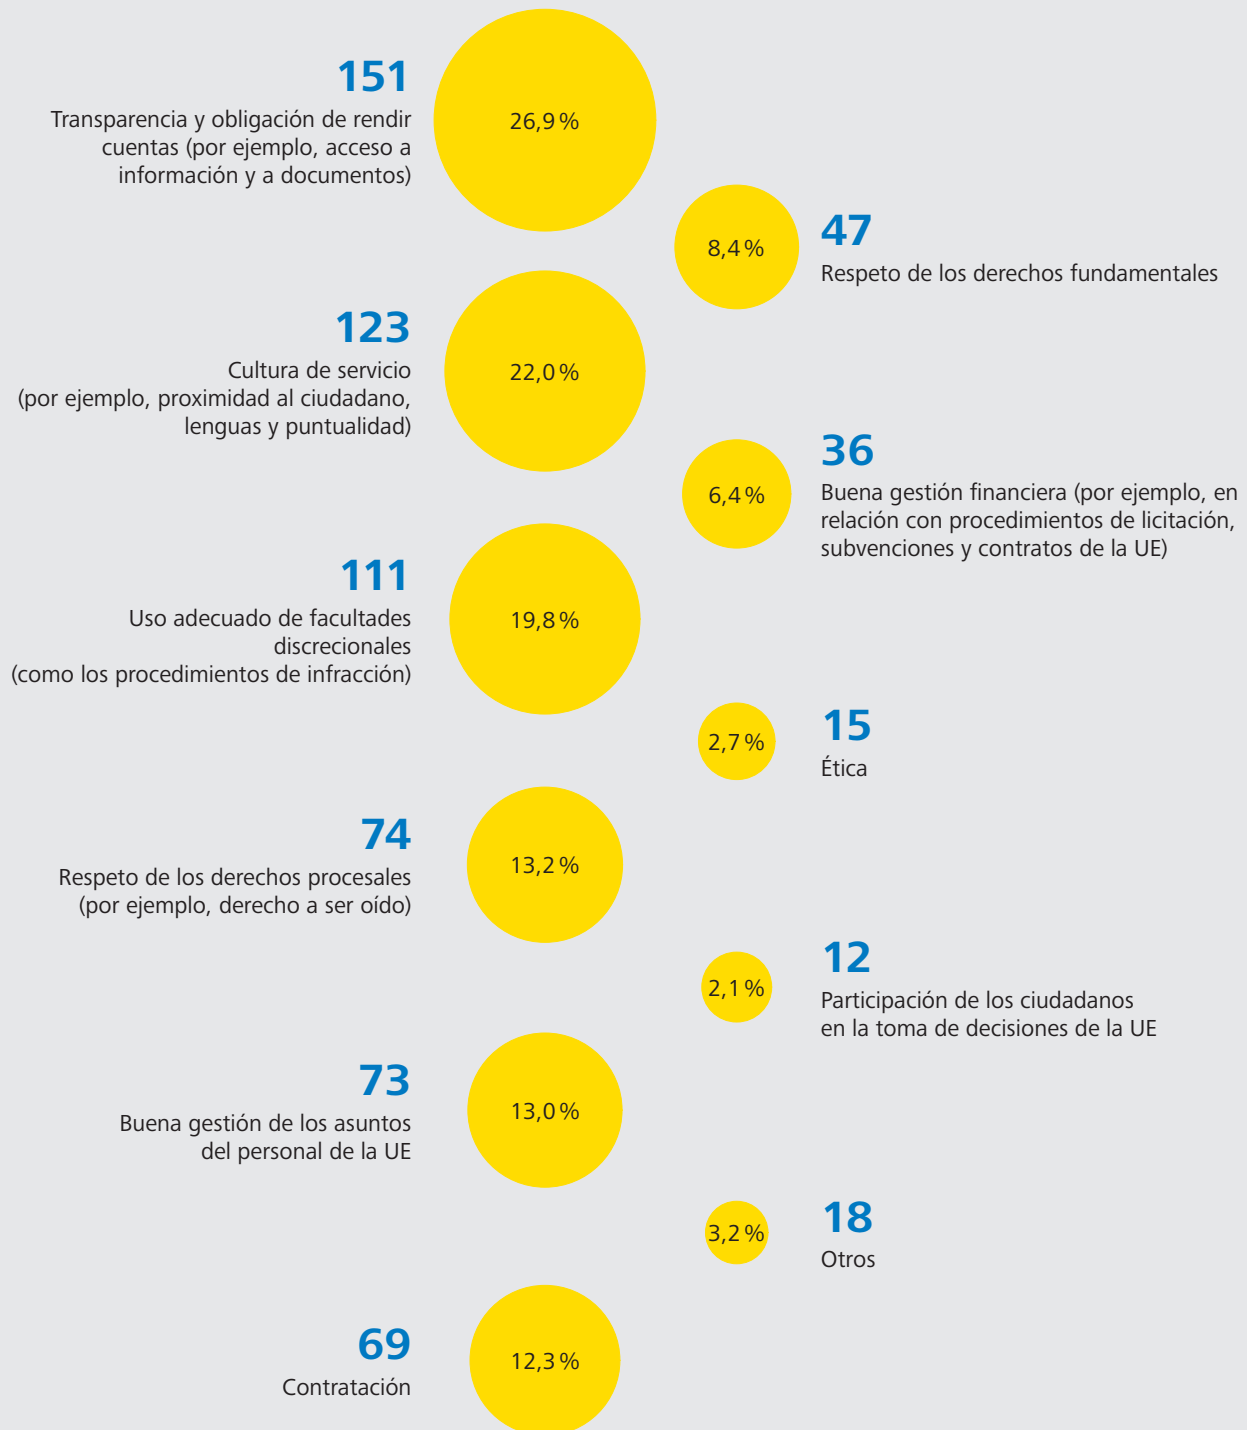 151
Transparencia y obligación de rendir
cuentas (por ejemplo, acceso a
información y a documentos)
26,9 %
47
Respeto de los derechos fundamentales
8,4 %
123
Cultura de servicio
(por ejemplo, proximidad al ciudadano,
lenguas y puntualidad)
22,0 %
36
Buena gestión financiera (por ejemplo, en
relación con procedimientos de licitación,
subvenciones y contratos de la UE)
6,4 %
111
Uso adecuado de facultades
discrecionales
(como los procedimientos de infracción)
19,8 %
15
Ética
2,7 %
74
Respeto de los derechos procesales
(por ejemplo, derecho a ser oído)
13,2 %
12
Participación de los ciudadanos
en la toma de decisiones de la UE
2,1 %
73
Buena gestión de los asuntos
del personal de la UE
13,0 %
18
Otros
3,2 %
69
Contratación
12,3 %